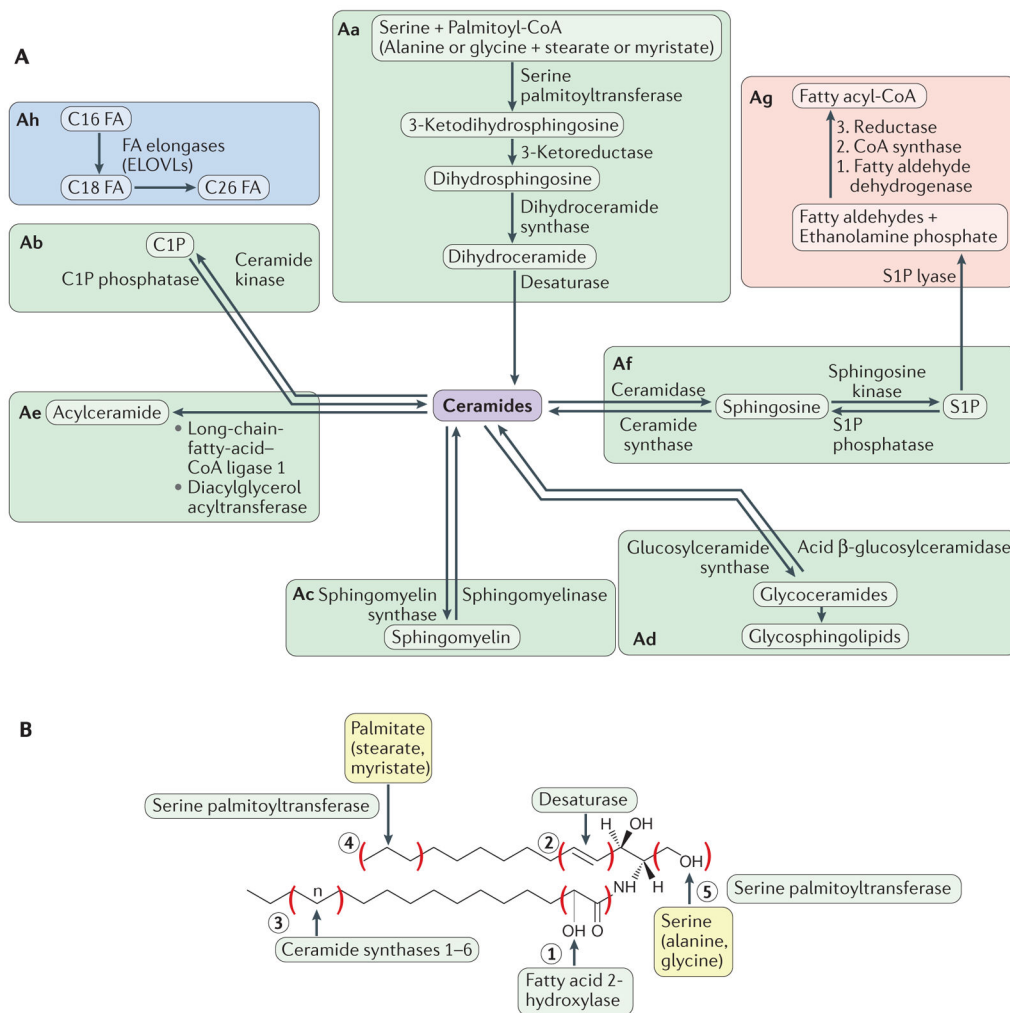 A
Aa
Serine + Palmitoyl-CoA
(Alanine or glycine + stearate or myristate)
Serine
palmitoyltransferase
3-Ketodihydrosphingosine
3-Ketoreductase
Dihydrosphingosine
Dihydroceramide
synthase
Dihydroceramide
Desaturase
Ah
C16 FA
FA elongases
(ELOVLs)
C18 FA
C26 FA
Ag
Fatty acyl-CoA
3. Reductase
2. CoA synthase
1. Fatty aldehyde
dehydrogenase
Fatty aldehydes +
Ethanolamine phosphate
S1P lyase
Ab
C1P
C1P phosphatase
Ceramide
kinase
Ae
Acylceramide
• Long-chain-
fatty-acid–
CoA ligase 1
• Diacylglycerol
acyltransferase
Ceramides
Af
Ceramidase
Ceramide
synthase
Sphingosine
Sphingosine
kinase
S1P
phosphatase
S1P
Ac
Sphingomyelin
synthase
Sphingomyelinase
Sphingomyelin
Glucosylceramide
synthase
Acid β-glucosylceramidase
Glycoceramides
Glycosphingolipids
Ad
B
Palmitate
(stearate,
myristate)
Serine palmitoyltransferase
Desaturase
4
2
H
OH
OH
NH
H
5
Serine palmitoyltransferase
n
3
Ceramide synthases 1–6
OH
O
1
Fatty acid 2-
hydroxylase
Serine
(alanine,
glycine)